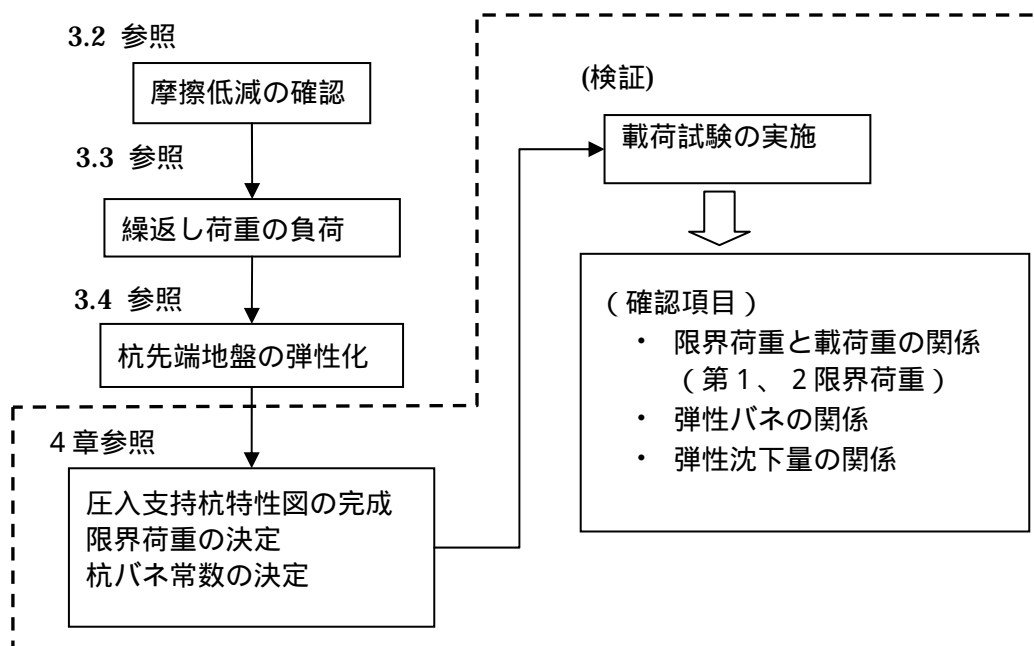 3.2 参照
摩擦低減の確認
3.3 参照
繰返し荷重の負荷
3.4 参照
杭先端地盤の弾性化
4章参照
圧入支持杭特性図の完成
限界荷重の決定
杭バネ常数の決定
(検証)
載荷試験の実施
(確認項目)
・ 限界荷重と載荷重の関係
(第1、2限界荷重)
・ 弾性バネの関係
・ 弾性沈下量の関係